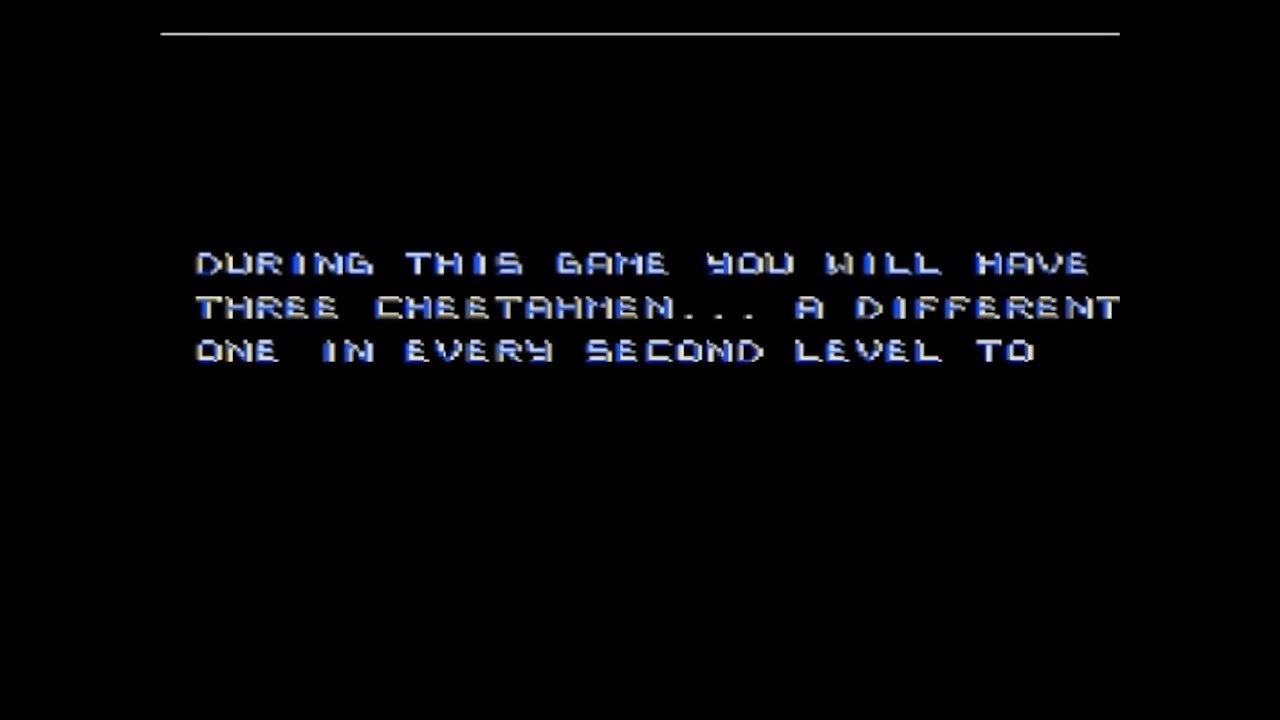 DURING THIS GAME YOU WILL HAVE
THREE CHEETAHMEN... A DIFFERENT
ONE IN EVERY SECOND LEVEL TO